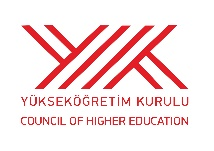 YÜKSEKÖĞRETİM KURULU
COUNCIL OF HIGHER EDUCATION